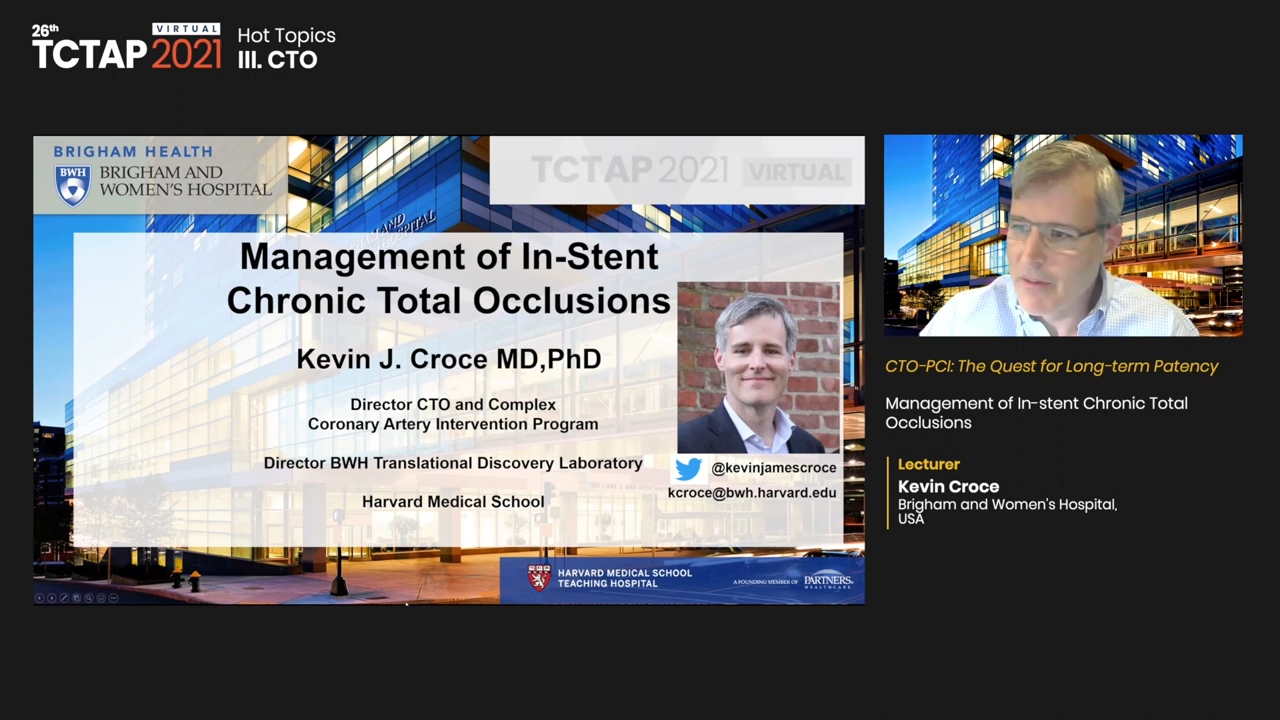 26th
VIRTUAL
TCTAP 2021
Hot Topics
III. CTO
BRIGHAM HEALTH
BWH
BRIGHAM AND
WOMEN'S HOSPITAL
TCTAP 2021 VIRTUAL
AND
HOSPITAL
Management of In-Stent
Chronic Total Occlusions
Kevin J. Croce MD,PhD
Director CTO and Complex
Coronary Artery Intervention Program
Director BWH Translational Discovery Laboratory
Harvard Medical School
@kevinjamescroce
kcroce@bwh.harvard.edu
HARVARD MEDICAL SCHOOL
TEACHING HOSPITAL
A FOUNDING MEMBER OF
PARTNERS.
HEALTHCARE
CTO-PCI: The Quest for Long-term Patency
Management of In-stent Chronic Total
Occlusions
Lecturer
Kevin Croce
Brigham and Women's Hospital,
USA